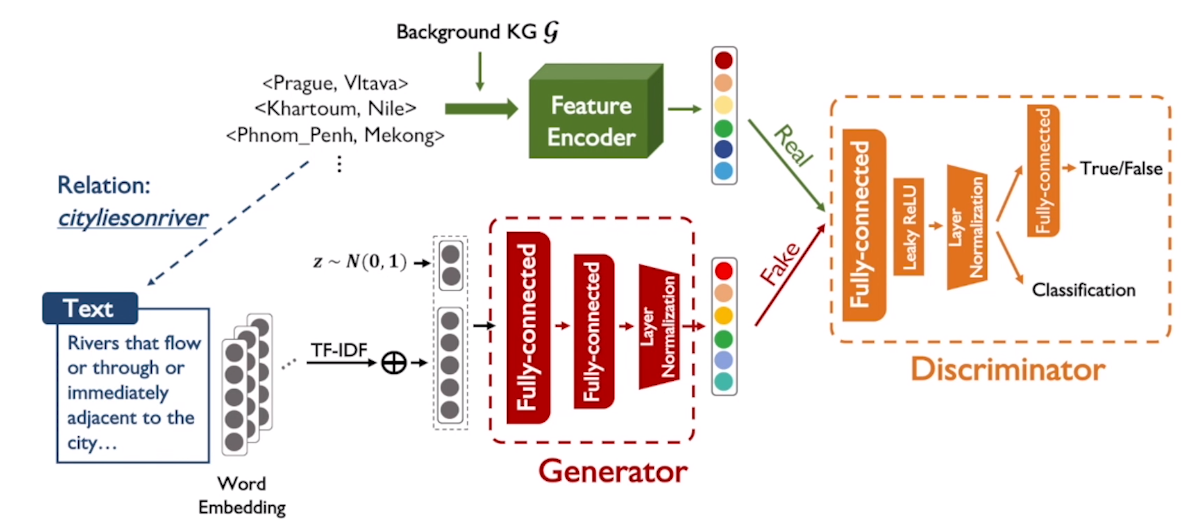 Background KG 𝒢
<Prague, Vltava>
<Khartoum, Nile>
<Phnom_Penh, Mekong>
⋮
Feature
Encoder
Real
Relation:
cityliesonriver
z ~ N(0, 1)
Text
Rivers that flow
or through or
immediately
adjacent to the
city…
Word
Embedding
TF-IDF
Fully-connected
Fully-connected
Layer
Normalization
Generator
Fake
Fully-connected
Leaky ReLU
Layer
Normalization
Fully-connected
True/False
Classification
Discriminator